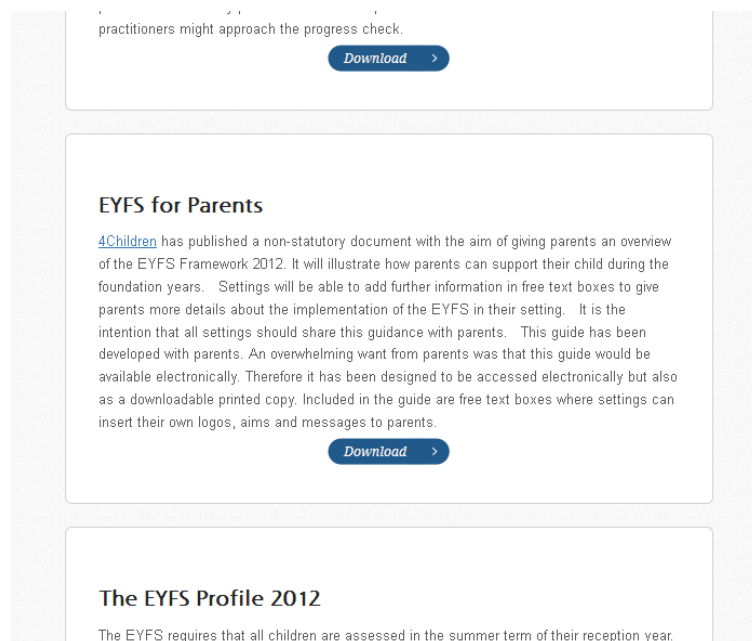 practitioners might approach the progress check.
Download >
EYFS for Parents
4Children has published a non-statutory document with the aim of giving parents an overview
of the EYFS Framework 2012. It will illustrate how parents can support their child during the
foundation years.   Settings will be able to add further information in free text boxes to give
parents more details about the implementation of the EYFS in their setting.   It is the
intention that all settings should share this guidance with parents.   This guide has been
developed with parents. An overwhelming want from parents was that this guide would be
available electronically. Therefore it has been designed to be accessed electronically but also
as a downloadable printed copy. Included in the guide are free text boxes where settings can
insert their own logos, aims and messages to parents.
Download >
The EYFS Profile 2012
The EYFS requires that all children are assessed in the summer term of their reception year.